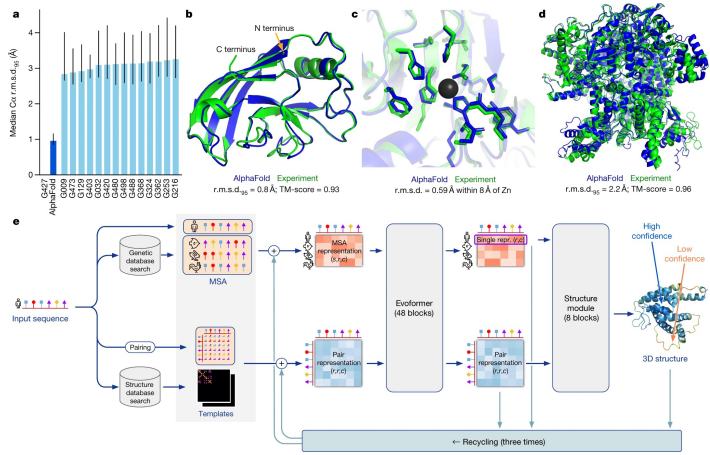 a
Median Cα r.m.s.d.95 (Å)
4
3
2
1
0
G427
AlphaFold
G009
G473
G129
G403
G032
G420
G480
G498
G488
G368
G324
G362
G253
G216
b
N terminus
C terminus
AlphaFold Experiment
r.m.s.d.95 = 0.8 Å; TM-score = 0.93
c
AlphaFold Experiment
r.m.s.d. = 0.59 Å within 8 Å of Zn
d
AlphaFold Experiment
r.m.s.d.95 = 2.2 Å; TM-score = 0.96
e
Input sequence
Genetic
database
search
MSA
Pairing
Structure
database
search
Templates
+
+
MSA
representation
(s,r,c)
Pair
representation
(r,r,c)
Evoformer
(48 blocks)
Single repr. (r,c)
Pair
representation
(r,r,c)
Structure
module
(8 blocks)
High
confidence
Low
confidence
3D structure
← Recycling (three times)